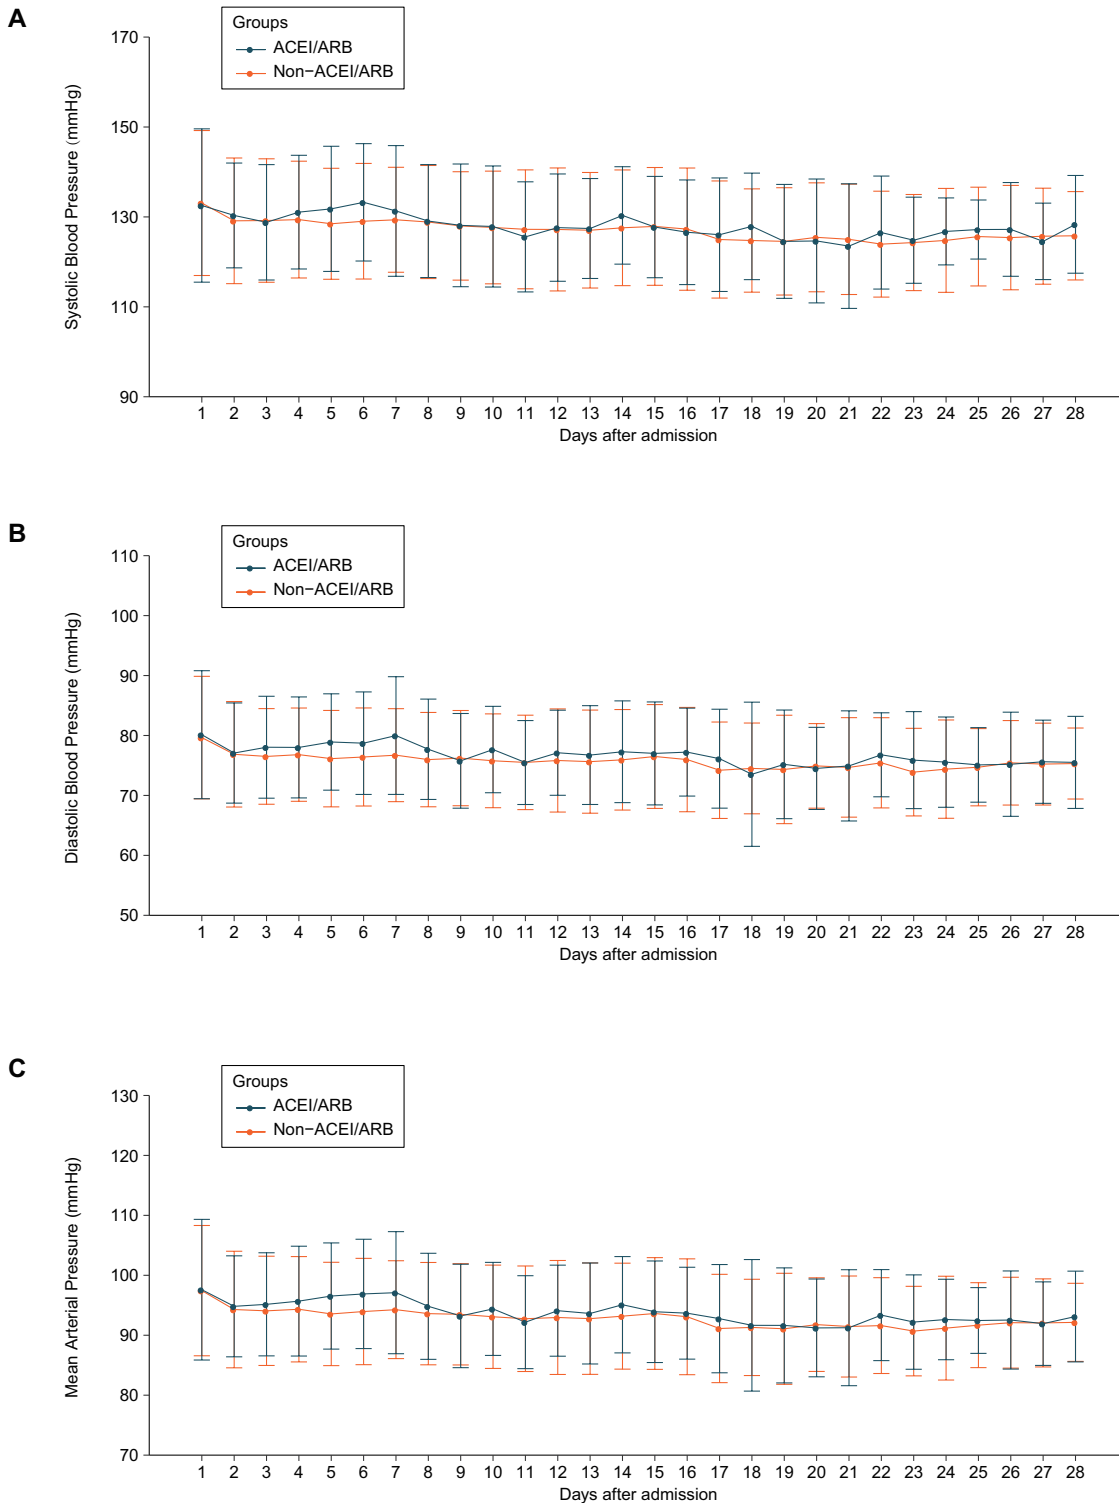 A
Groups
ACEI/ARB
Non−ACEI/ARB
170
150
130
110
90
Systolic Blood Pressure (mmHg)
1 2 3 4 5 6 7 8 9 10 11 12 13 14 15 16 17 18 19 20 21 22 23 24 25 26 27 28
Days after admission
B
Groups
ACEI/ARB
Non−ACEI/ARB
110
100
90
80
70
60
50
Diastolic Blood Pressure (mmHg)
1 2 3 4 5 6 7 8 9 10 11 12 13 14 15 16 17 18 19 20 21 22 23 24 25 26 27 28
Days after admission
C
Groups
ACEI/ARB
Non−ACEI/ARB
130
120
110
100
90
80
70
Mean Arterial Pressure (mmHg)
1 2 3 4 5 6 7 8 9 10 11 12 13 14 15 16 17 18 19 20 21 22 23 24 25 26 27 28
Days after admission